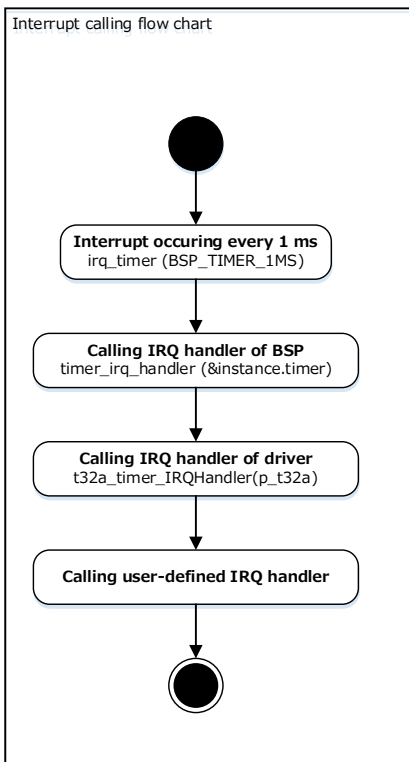 Interrupt calling flow chart
Interrupt occuring every 1 ms
irq_timer (BSP_TIMER_1MS)
Calling IRQ handler of BSP
timer_irq_handler (&instance.timer)
Calling IRQ handler of driver
t32a_timer_IRQHandler(p_t32a)
Calling user-defined IRQ handler